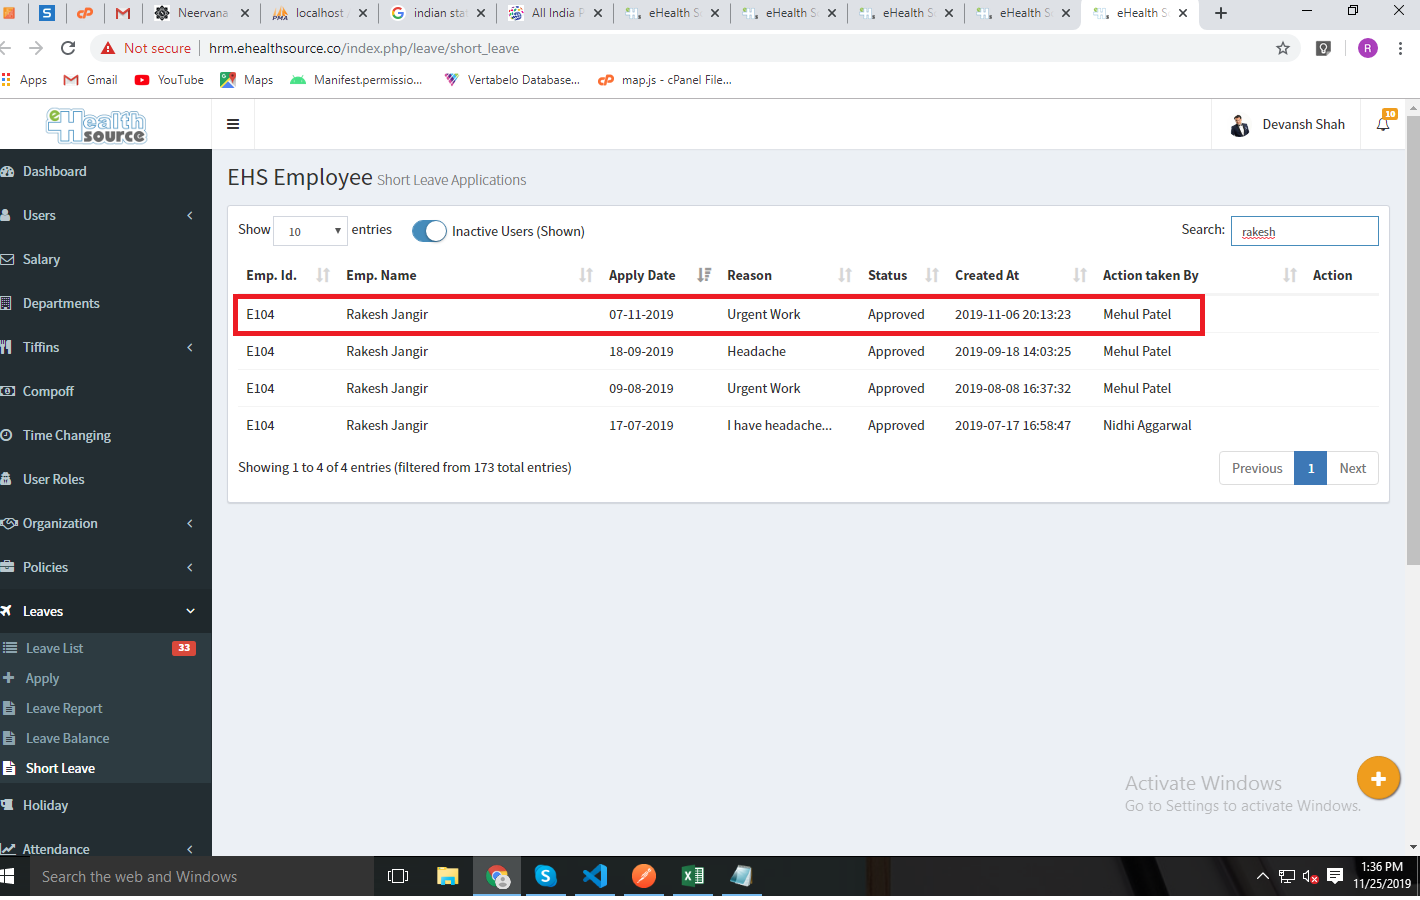 Neervana
localhost
indian stat
All India P
eHealth S
eHealth S
eHealth S
eHealth S
eHealth S
Not secure
hrm.ehealthsource.co/index.php/leave/short_leave
R
Apps
Gmail
YouTube
Maps
Manifest.permissio...
Vertabelo Database...
map.js - cPanel File...
eHealth
source
Devansh Shah
10
Dashboard
Users
Salary
Departments
Tiffins
Compoff
Time Changing
User Roles
Organization
Policies
Leaves
Leave List 33
Apply
Leave Report
Leave Balance
Short Leave
Holiday
Attendance
EHS Employee Short Leave Applications
Show 10 entries Inactive Users (Shown) Search: rakesh
Emp. Id. Emp. Name Apply Date Reason Status Created At Action taken By Action
E104 Rakesh Jangir 07-11-2019 Urgent Work Approved 2019-11-06 20:13:23 Mehul Patel
E104 Rakesh Jangir 18-09-2019 Headache Approved 2019-09-18 14:03:25 Mehul Patel
E104 Rakesh Jangir 09-08-2019 Urgent Work Approved 2019-08-08 16:37:32 Mehul Patel
E104 Rakesh Jangir 17-07-2019 I have headache... Approved 2019-07-17 16:58:47 Nidhi Aggarwal
Showing 1 to 4 of 4 entries (filtered from 173 total entries)
Previous 1 Next
Activate Windows
Go to Settings to activate Windows.
Search the web and Windows
1:36 PM
11/25/2019